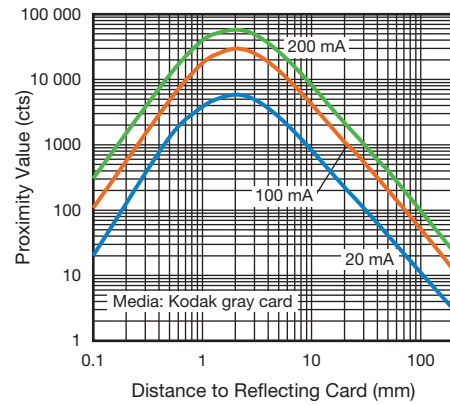 Proximity Value (cts)
100 000
10 000
1000
100
10
1
200 mA
100 mA
20 mA
Media: Kodak gray card
0.1 1 10 100
Distance to Reflecting Card (mm)